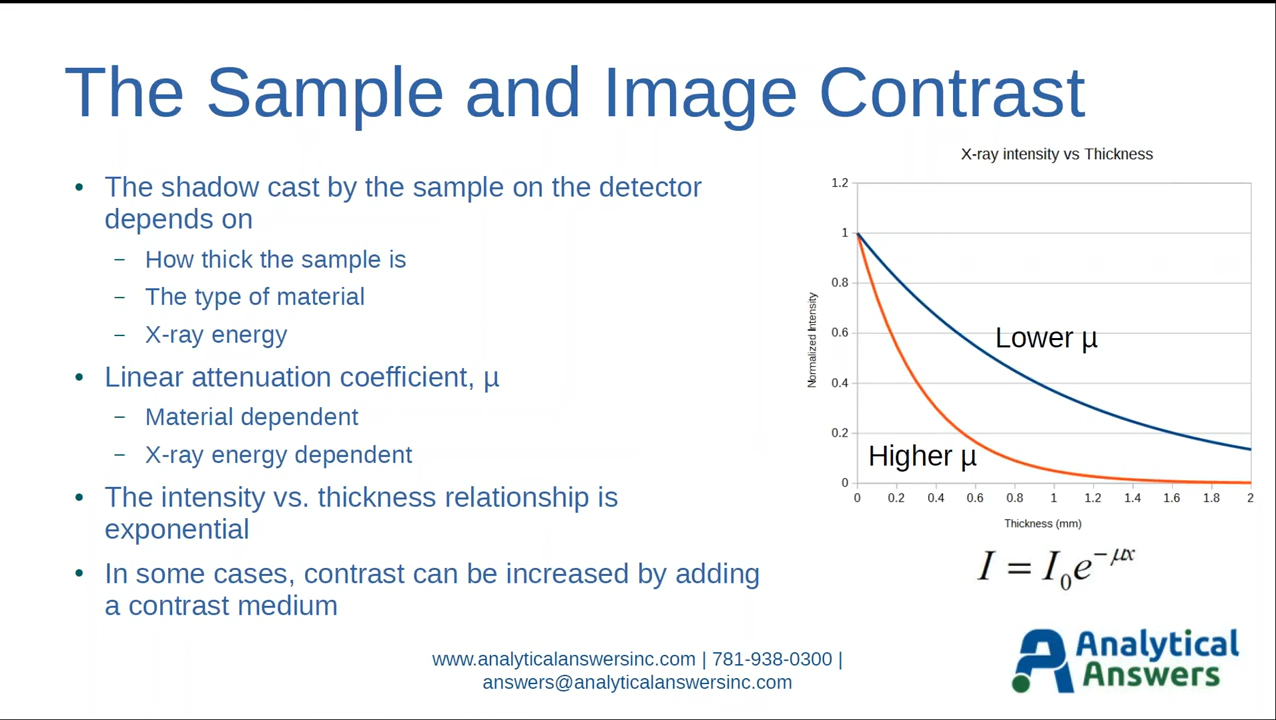 The Sample and Image Contrast
• The shadow cast by the sample on the detector
depends on
– How thick the sample is
– The type of material
– X-ray energy
• Linear attenuation coefficient, µ
– Material dependent
– X-ray energy dependent
• The intensity vs. thickness relationship is
exponential
• In some cases, contrast can be increased by adding
a contrast medium
X-ray intensity vs Thickness
Normalized Intensity
1.2
1
0.8
0.6
0.4
0.2
0
Lower µ
Higher µ
0 0.2 0.4 0.6 0.8 1 1.2 1.4 1.6 1.8 2
Thickness (mm)
I = I₀e^(−µx)
www.analyticalanswersinc.com | 781-938-0300 |
answers@analyticalanswersinc.com
Analytical
Answers